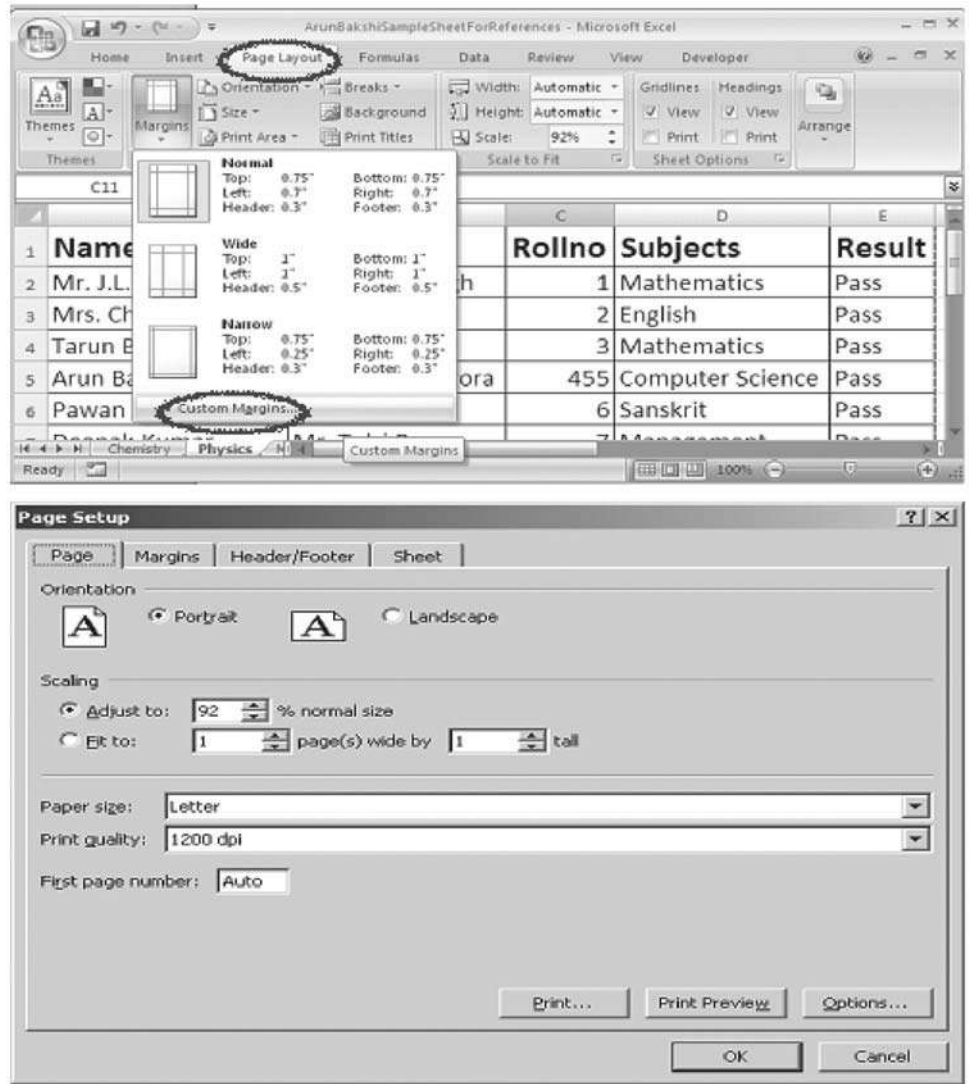 ArunBakshiSampleSheetForReferences - Microsoft Excel
Home Insert Page Layout Formulas Data Review View Developer
Aa Themes
Margins
Orientation
Size
Print Area
Breaks
Background
Print Titles
Width: Automatic
Height: Automatic
Scale: 92%
Gridlines Headings
View View
Print Print
Arrange
Themes Scale to Fit Sheet Options
C11
Normal
Top: 0.75" Bottom: 0.75"
Left: 0.7" Right: 0.7"
Header: 0.3" Footer: 0.3"
Wide
Top: 1" Bottom: 1"
Left: 1" Right: 1"
Header: 0.5" Footer: 0.5"
Narrow
Top: 0.75" Bottom: 0.75"
Left: 0.25" Right: 0.25"
Header: 0.3" Footer: 0.3"
Custom Margins...
C D E
1 Name Rollno Subjects Result
2 Mr. J.L. h 1 Mathematics Pass
3 Mrs. Ch 2 English Pass
4 Tarun B 3 Mathematics Pass
5 Arun Ba ora 455 Computer Science Pass
6 Pawan 6 Sanskrit Pass
Deepak Kumar 7 Management Pass
Chemistry Physics Custom Margins
Ready 100%
Page Setup
Page Margins Header/Footer Sheet
Orientation
A Portrait A Landscape
Scaling
Adjust to: 92 % normal size
Fit to: 1 page(s) wide by 1 tall
Paper size: Letter
Print quality: 1200 dpi
First page number: Auto
Print... Print Preview Options...
OK Cancel